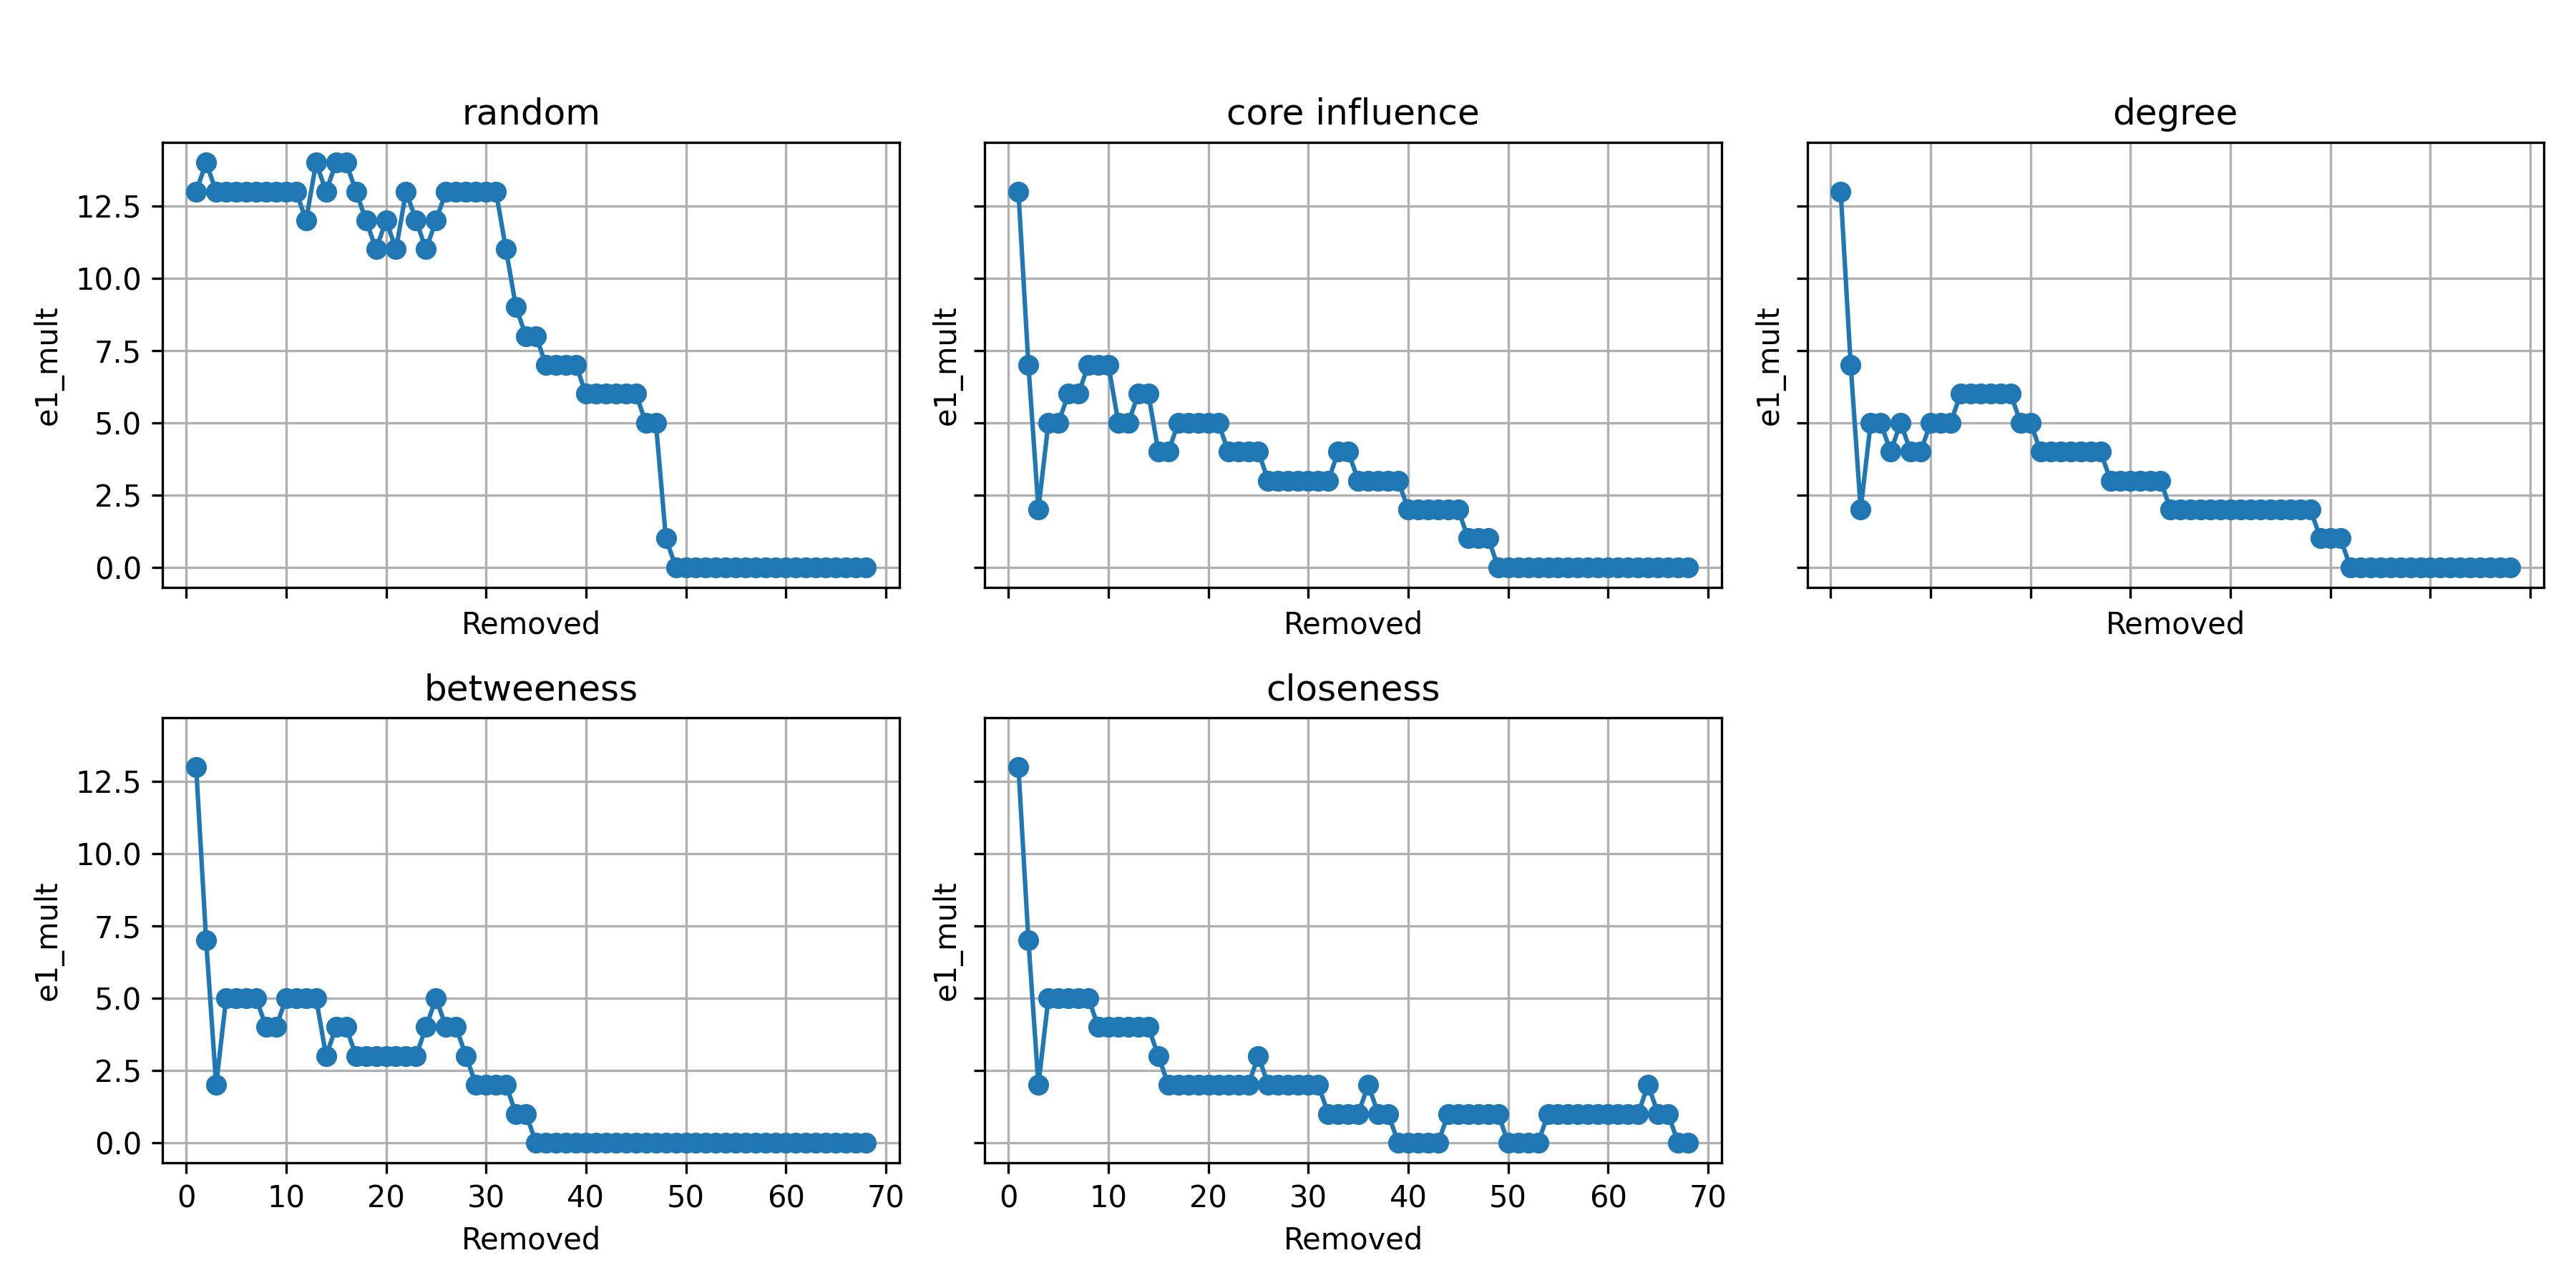 random
core influence
degree
12.5
10.0
7.5
5.0
2.5
0.0
e1_mult
e1_mult
e1_mult
Removed
Removed
Removed
betweeness
closeness
12.5
10.0
7.5
5.0
2.5
0.0
e1_mult
e1_mult
0 10 20 30 40 50 60 70
0 10 20 30 40 50 60 70
Removed
Removed